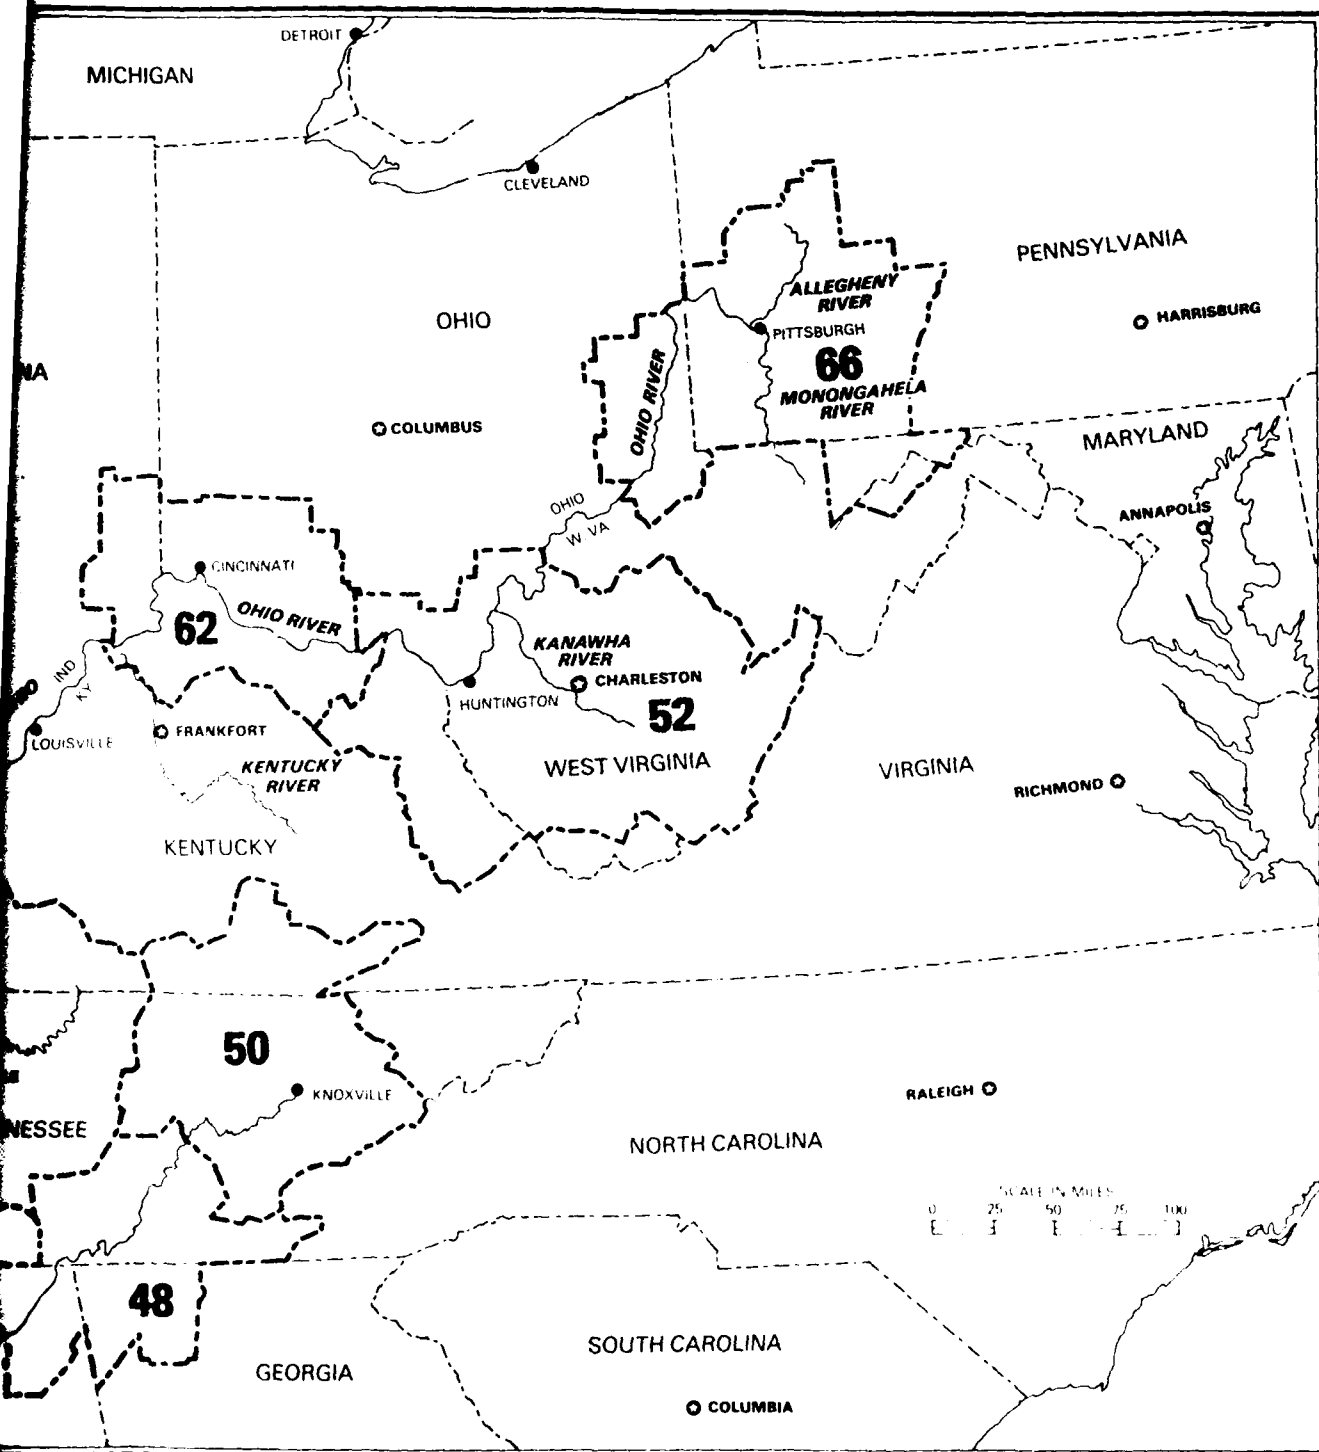 DETROIT
MICHIGAN
CLEVELAND
PENNSYLVANIA
ALLEGHENY
RIVER
OHIO
HARRISBURG
PITTSBURGH
66
NA
MONONGAHELA
RIVER
OHIO RIVER
COLUMBUS
MARYLAND
OHIO
W. VA
ANNAPOLIS
CINCINNATI
62
OHIO RIVER
KANAWHA
RIVER
IND
KY
CHARLESTON
HUNTINGTON
52
FRANKFORT
LOUISVILLE
KENTUCKY
RIVER
WEST VIRGINIA
VIRGINIA
RICHMOND
KENTUCKY
50
KNOXVILLE
RALEIGH
NESSEE
NORTH CAROLINA
SCALE IN MILES
0 25 50 75 100
48
SOUTH CAROLINA
GEORGIA
COLUMBIA